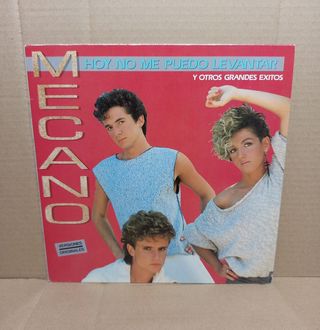 MECANO
HOY NO ME PUEDO LEVANTAR
Y OTROS GRANDES EXITOS
VERSIONES
ORIGINALES